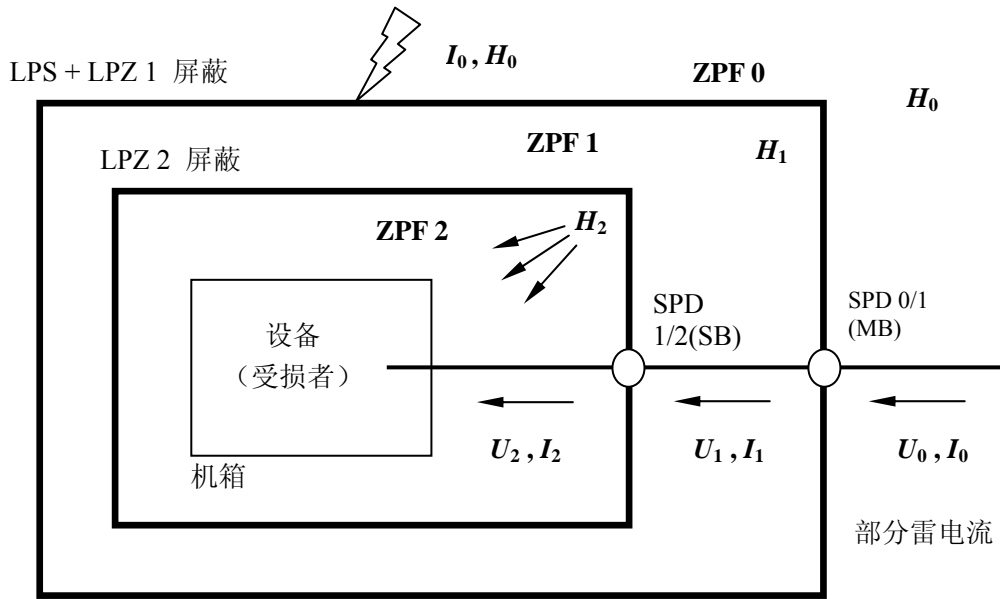 I₀ , H₀
LPS + LPZ 1 屏蔽
ZPF 0
H₀
ZPF 1
H₁
LPZ 2 屏蔽
ZPF 2
H₂
SPD
1/2(SB)
SPD 0/1
(MB)
设备
（受损者）
U₂ , I₂
U₁ , I₁
U₀ , I₀
机箱
部分雷电流